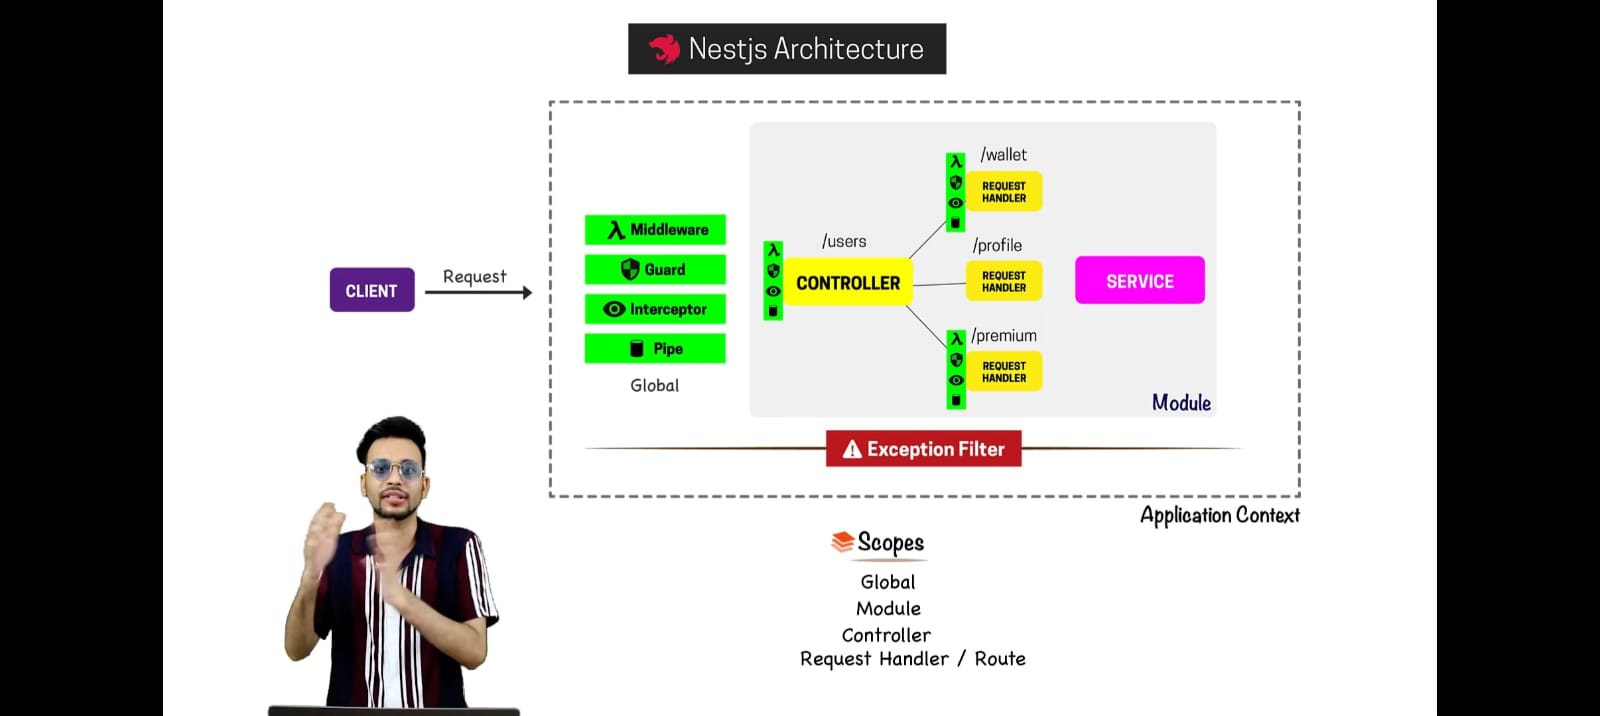 Nestjs Architecture
CLIENT
Request
Middleware
Guard
Interceptor
Pipe
Global
/users
CONTROLLER
/wallet
REQUEST
HANDLER
/profile
REQUEST
HANDLER
/premium
REQUEST
HANDLER
SERVICE
Module
Exception Filter
Application Context
Scopes
Global
Module
Controller
Request Handler / Route